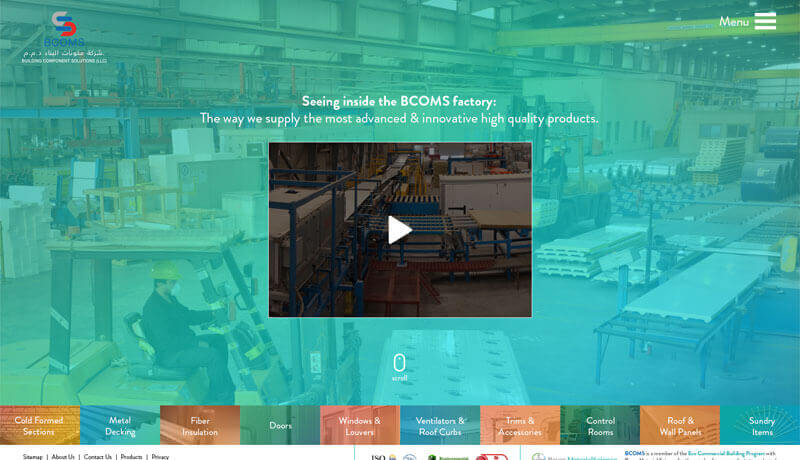 Menu
BCOMS
شركة مكونات البناء ذ.م.م.
BUILDING COMPONENT SOLUTIONS (LLC)
Seeing inside the BCOMS factory:
The way we supply the most advanced & innovative high quality products.
scroll
Cold Formed
Sections
Metal
Decking
Fiber
Insulation
Doors
Windows &
Louvers
Ventilators &
Roof Curbs
Trims &
Accessories
Control
Rooms
Roof &
Wall Panels
Sundry
Items
Sitemap | About Us | Contact Us | Products | Privacy
ISO
BCOMS is a member of the Eco Commercial Building Program with